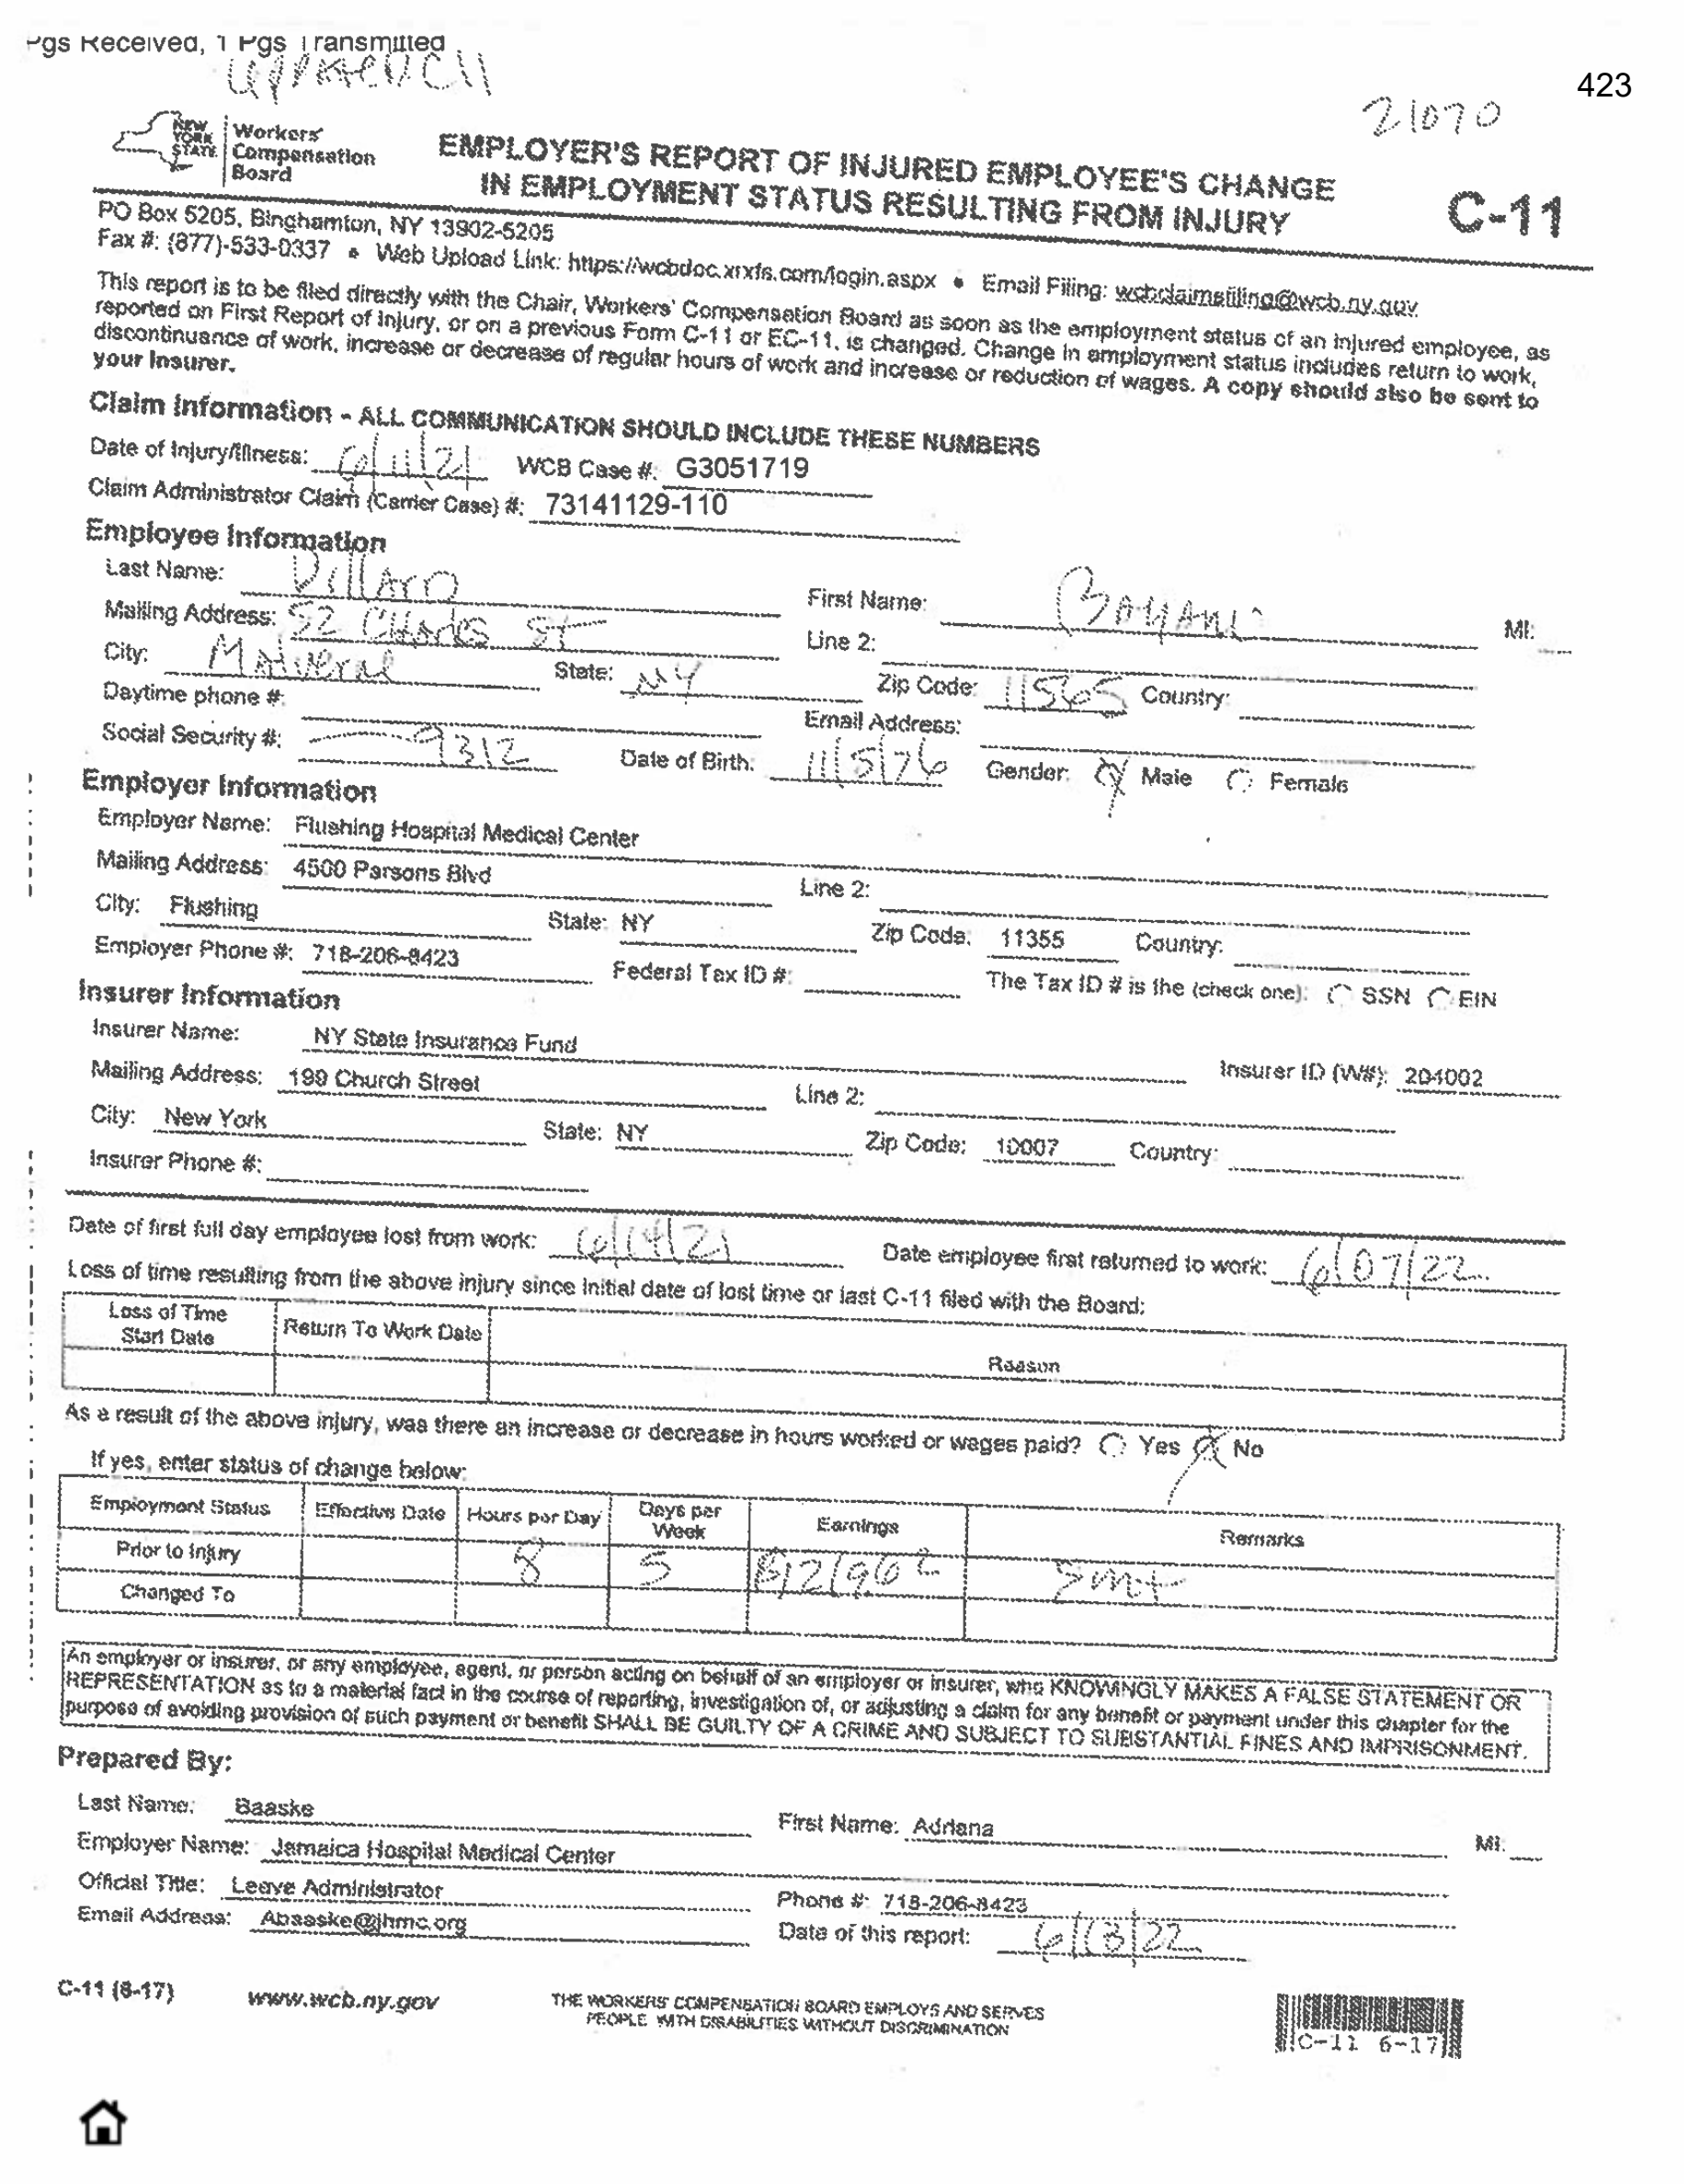 Pgs Received, 1 Pgs Transmitted
updated C11
423
21070
NEW YORK STATE
Workers'
Compensation
Board
EMPLOYER'S REPORT OF INJURED EMPLOYEE'S CHANGE
IN EMPLOYMENT STATUS RESULTING FROM INJURY
C-11
PO Box 5205, Binghamton, NY 13902-5205
Fax #: (877)-533-0337 • Web Upload Link: https://wcbdoc.xrxfs.com/login.aspx • Email Filing: wcbclaimsfiling@wcb.ny.gov
This report is to be filed directly with the Chair, Workers' Compensation Board as soon as the employment status of an injured employee, as
reported on First Report of Injury, or on a previous Form C-11 or EC-11, is changed. Change in employment status includes return to work,
discontinuance of work, increase or decrease of regular hours of work and increase or reduction of wages. A copy should also be sent to
your Insurer.
Claim Information - ALL COMMUNICATION SHOULD INCLUDE THESE NUMBERS
Date of Injury/Illness: 6/11/21 WCB Case #: G3051719
Claim Administrator Claim (Carrier Case) #: 73141129-110
Employee Information
Last Name: Dillard First Name: MI:
Mailing Address: 52 Charles ST Line 2:
City: Malverne State: NY Zip Code: 11565 Country:
Daytime phone #: Email Address:
Social Security #: 9312 Date of Birth: 11/5/76 Gender: Male Female
Employer Information
Employer Name: Flushing Hospital Medical Center
Mailing Address: 4500 Parsons Blvd Line 2:
City: Flushing State: NY Zip Code: 11355 Country:
Employer Phone #: 718-206-8423 Federal Tax ID #: The Tax ID # is the (check one): SSN EIN
Insurer Information
Insurer Name: NY State Insurance Fund Insurer ID (W#): 204002
Mailing Address: 199 Church Street Line 2:
City: New York State: NY Zip Code: 10007 Country:
Insurer Phone #:
Date of first full day employee lost from work: 6/14/21 Date employee first returned to work: 6/07/22
Loss of time resulting from the above injury since initial date of lost time or last C-11 filed with the Board:
Loss of Time
Start Date
Return To Work Date
Reason
As a result of the above injury, was there an increase or decrease in hours worked or wages paid? Yes No
If yes, enter status of change below:
Employment Status Effective Date Hours per Day Days per Week Earnings Remarks
Prior to Injury 8 5
Changed To
An employer or insurer, or any employee, agent, or person acting on behalf of an employer or insurer, who KNOWINGLY MAKES A FALSE STATEMENT OR
REPRESENTATION as to a material fact in the course of reporting, investigation of, or adjusting a claim for any benefit or payment under this chapter for the
purpose of avoiding provision of such payment or benefit SHALL BE GUILTY OF A CRIME AND SUBJECT TO SUBSTANTIAL FINES AND IMPRISONMENT.
Prepared By:
Last Name: Baaske First Name: Adriana MI:
Employer Name: Jamaica Hospital Medical Center
Official Title: Leave Administrator Phone #: 718-206-8423
Email Address: Abaaske@jhmc.org Date of this report: 6/13/22
C-11 (8-17) www.wcb.ny.gov
THE WORKERS' COMPENSATION BOARD EMPLOYS AND SERVES
PEOPLE WITH DISABILITIES WITHOUT DISCRIMINATION
C-11 6-17